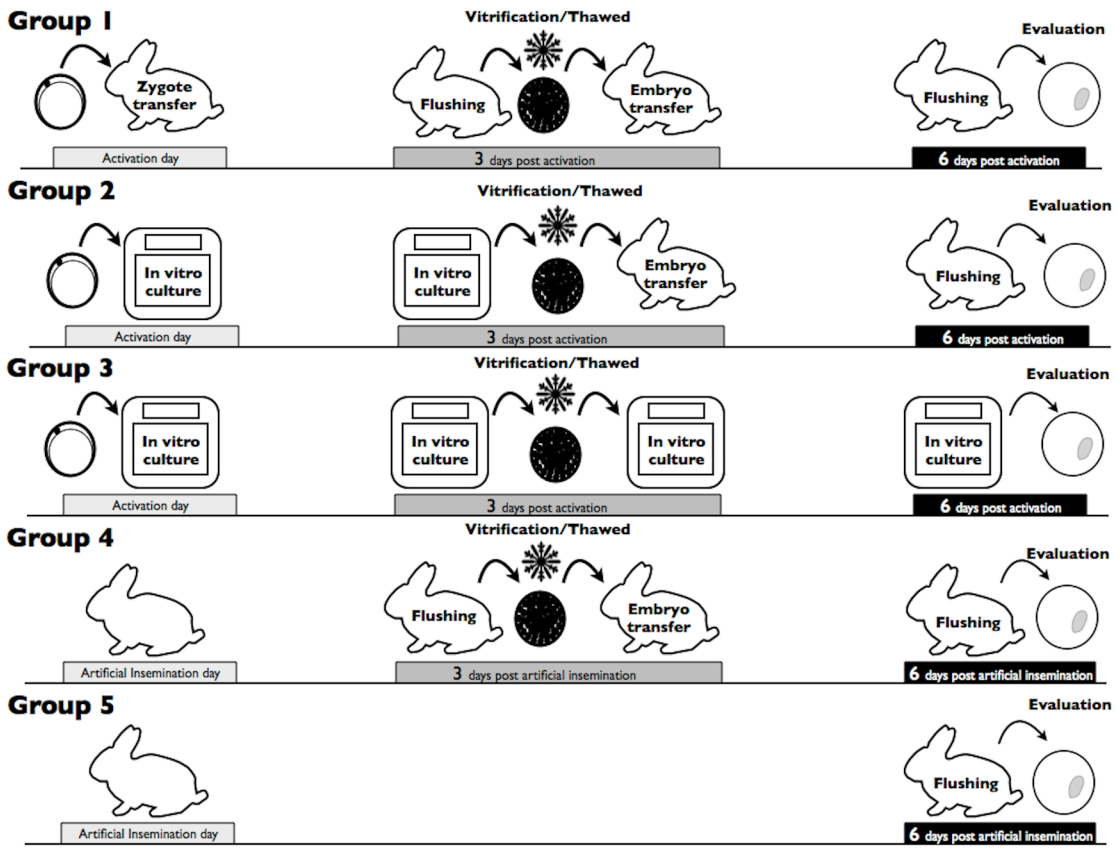 Group 1
Vitrification/Thawed
Evaluation
Zygote
transfer
Flushing
Embryo
transfer
Flushing
Activation day
3 days post activation
6 days post activation
Group 2
Vitrification/Thawed
Evaluation
In vitro
culture
In vitro
culture
Embryo
transfer
Flushing
Activation day
3 days post activation
6 days post activation
Group 3
Vitrification/Thawed
Evaluation
In vitro
culture
In vitro
culture
In vitro
culture
In vitro
culture
Activation day
3 days post activation
6 days post activation
Group 4
Vitrification/Thawed
Evaluation
Flushing
Embryo
transfer
Flushing
Artificial Insemination day
3 days post artificial insemination
6 days post artificial insemination
Group 5
Evaluation
Flushing
Artificial Insemination day
6 days post artificial insemination